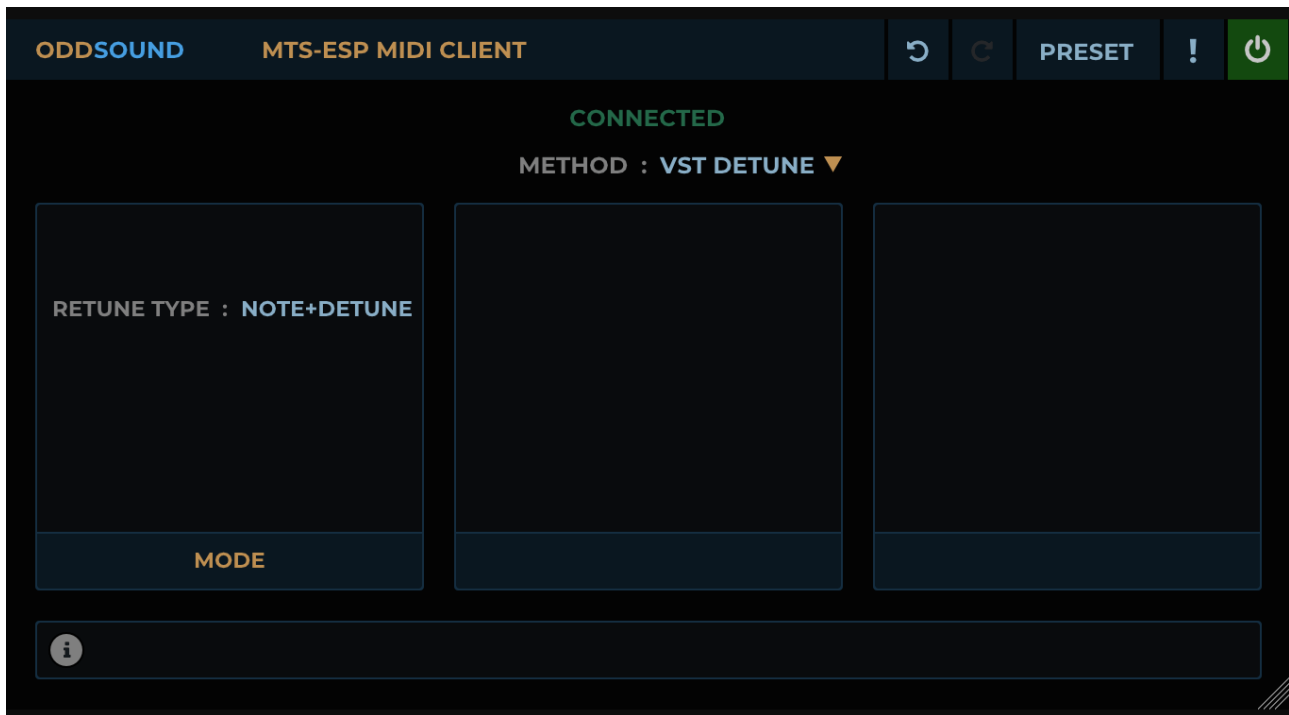 ODDSOUND MTS-ESP MIDI CLIENT PRESET !
CONNECTED
METHOD : VST DETUNE
RETUNE TYPE : NOTE+DETUNE
MODE
i